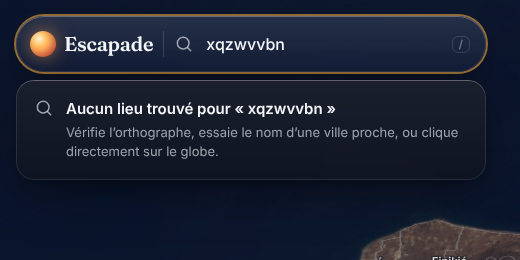 Escapade
xqzwvvbn
/
Aucun lieu trouvé pour « xqzwvvbn »
Vérifie l’orthographe, essaie le nom d’une ville proche, ou clique
directement sur le globe.